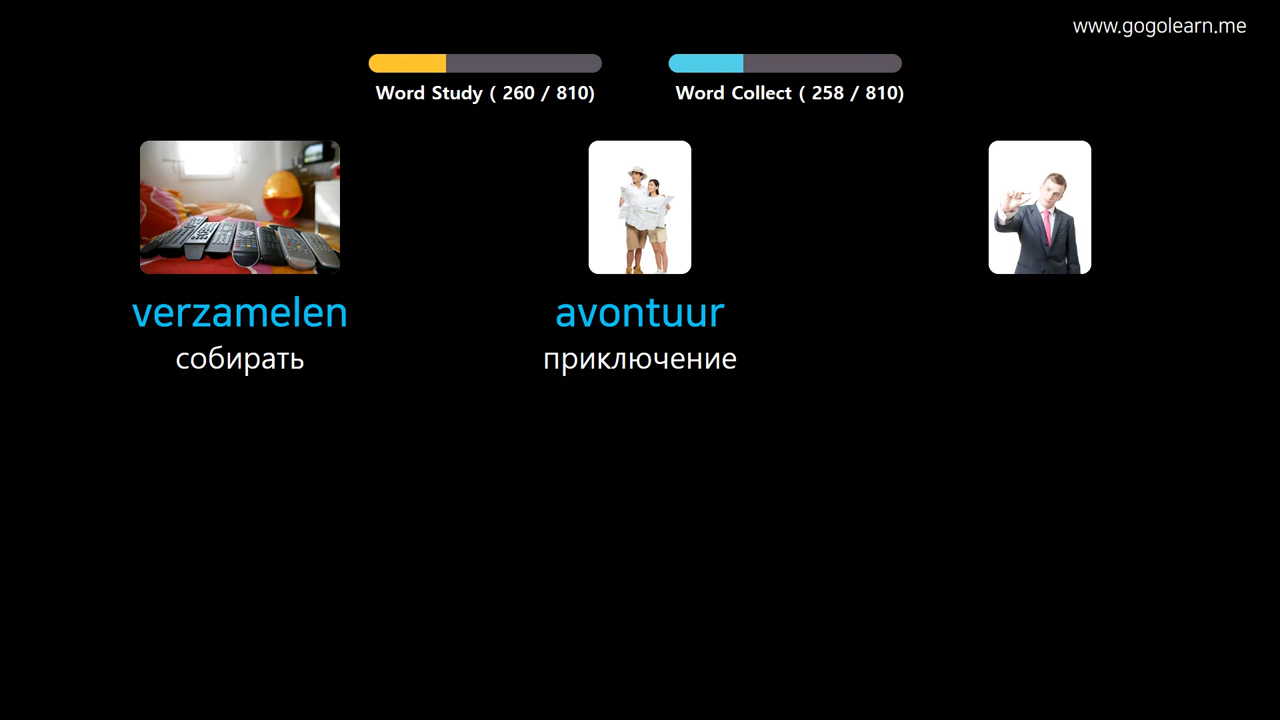 www.gogolearn.me
Word Study ( 260 / 810)
Word Collect ( 258 / 810)
verzamelen
собирать
avontuur
приключение